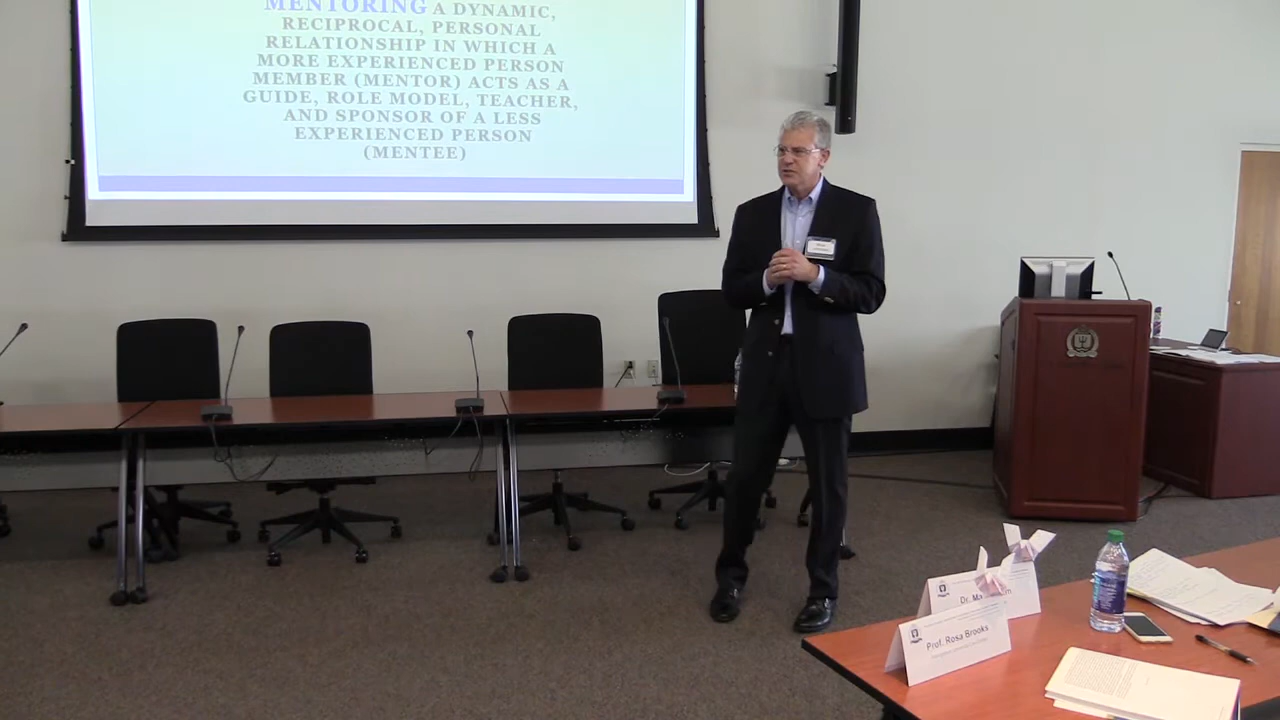 MENTORING A DYNAMIC,
RECIPROCAL, PERSONAL
RELATIONSHIP IN WHICH A
MORE EXPERIENCED PERSON
MEMBER (MENTOR) ACTS AS A
GUIDE, ROLE MODEL, TEACHER,
AND SPONSOR OF A LESS
EXPERIENCED PERSON
(MENTEE)
Dr.
Prof. Rosa Brooks